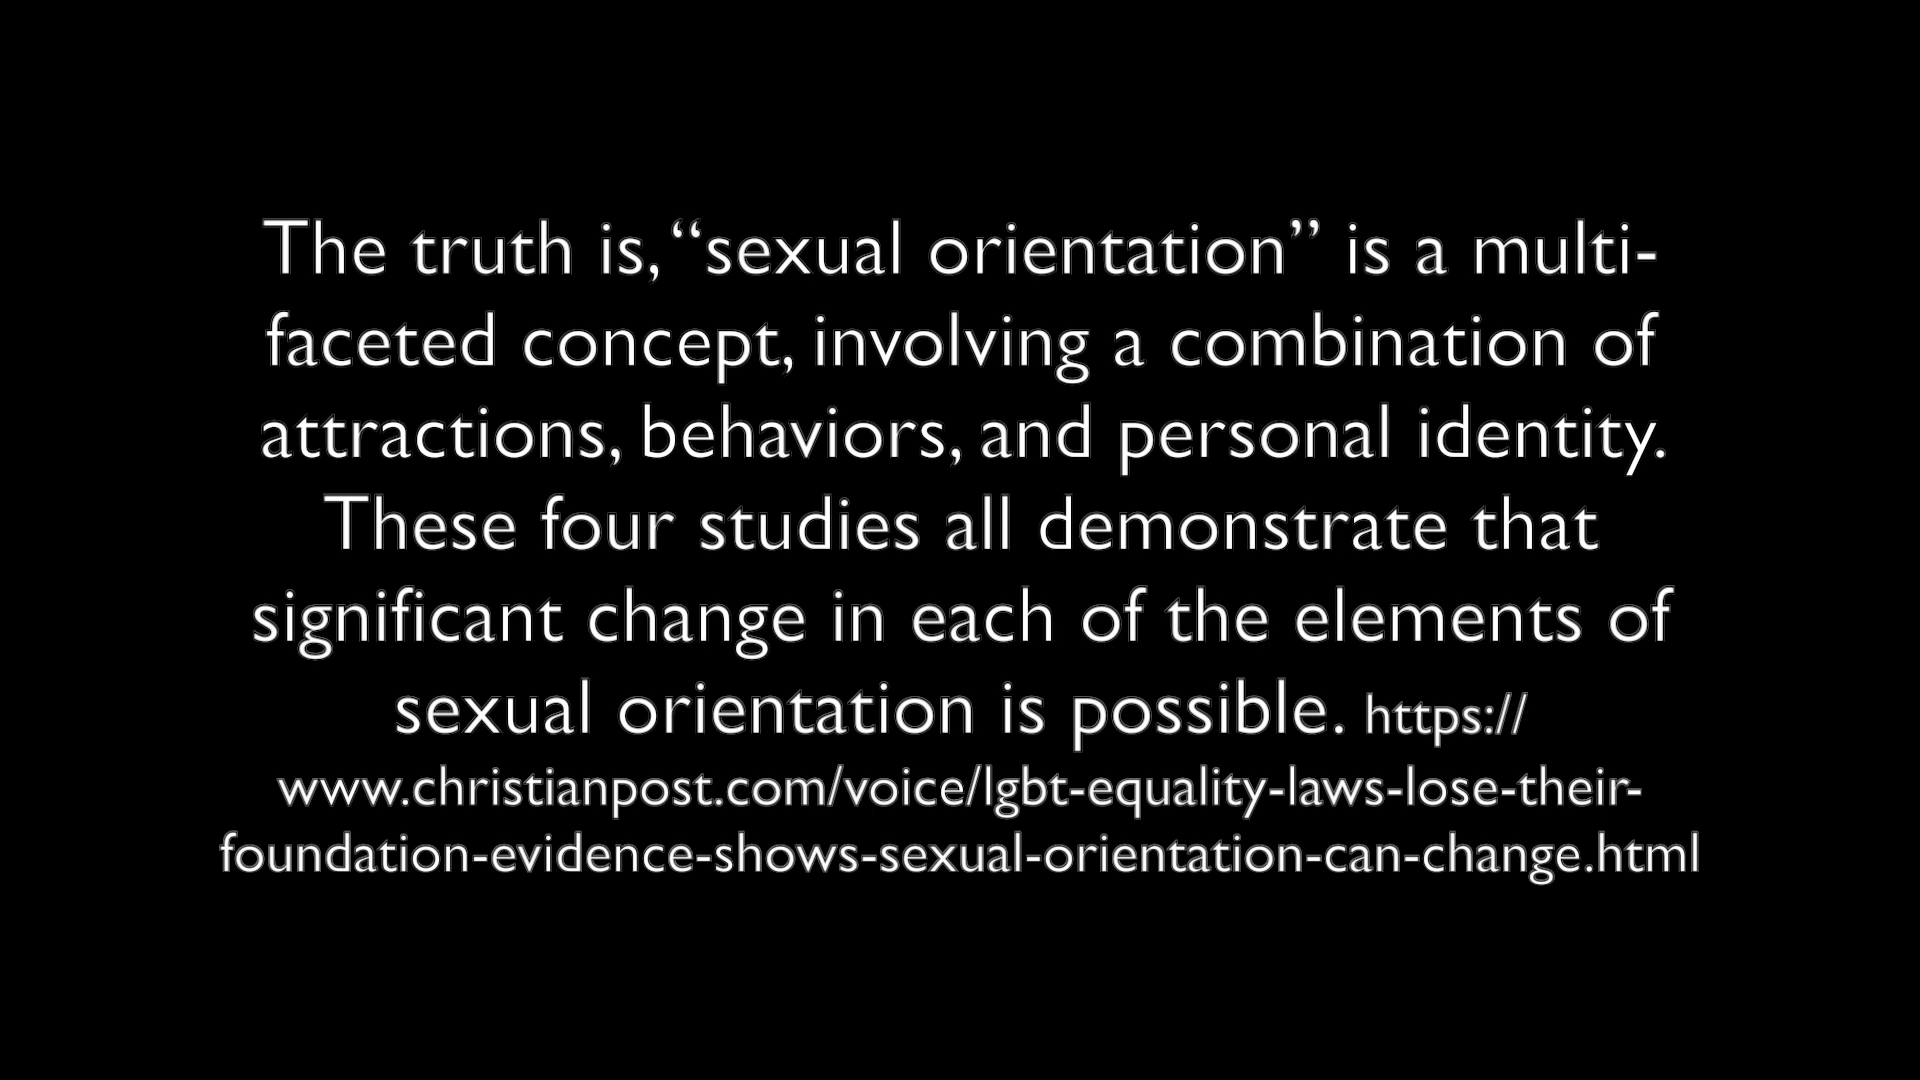 The truth is, “sexual orientation” is a multi-
faceted concept, involving a combination of
attractions, behaviors, and personal identity.
These four studies all demonstrate that
significant change in each of the elements of
sexual orientation is possible. https://
www.christianpost.com/voice/lgbt-equality-laws-lose-their-
foundation-evidence-shows-sexual-orientation-can-change.html